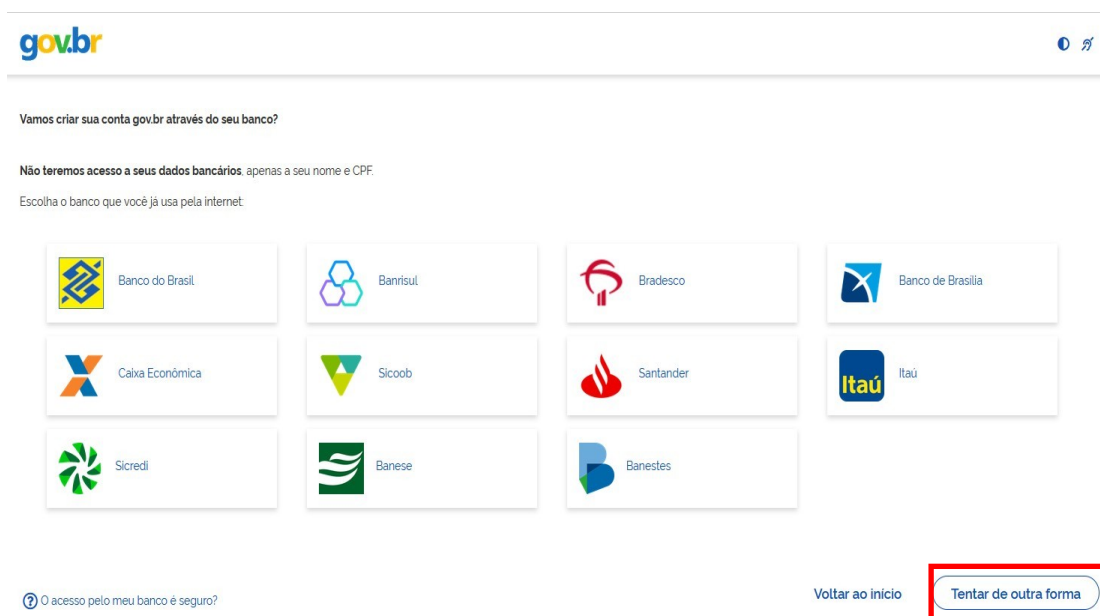 gov.br
Vamos criar sua conta gov.br através do seu banco?
Não teremos acesso a seus dados bancários, apenas a seu nome e CPF.
Escolha o banco que você já usa pela internet:
Banco do Brasil
Banrisul
Bradesco
Banco de Brasília
Caixa Econômica
Sicoob
Santander
Itaú
Itaú
Sicredi
Banese
Banestes
? O acesso pelo meu banco é seguro?
Voltar ao início
Tentar de outra forma